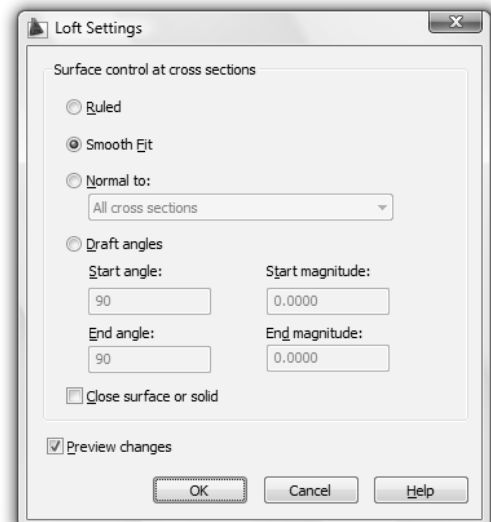 Loft Settings
Surface control at cross sections
Ruled
Smooth Fit
Normal to:
All cross sections
Draft angles
Start angle: Start magnitude:
90 0.0000
End angle: End magnitude:
90 0.0000
Close surface or solid
Preview changes
OK Cancel Help